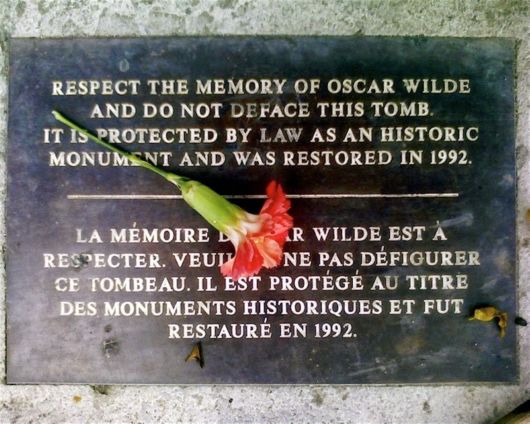 RESPECT THE MEMORY OF OSCAR WILDE
AND DO NOT DEFACE THIS TOMB.
IT IS PROTECTED BY LAW AS AN HISTORIC
MONUMENT AND WAS RESTORED IN 1992.
LA MÉMOIRE WILDE EST À
RESPECTER. NE PAS DÉFIGURER
CE TOMBEAU. IL EST PROTÉGÉ AU TITRE
DES MONUMENTS HISTORIQUES ET FUT
RESTAURÉ EN 1992.